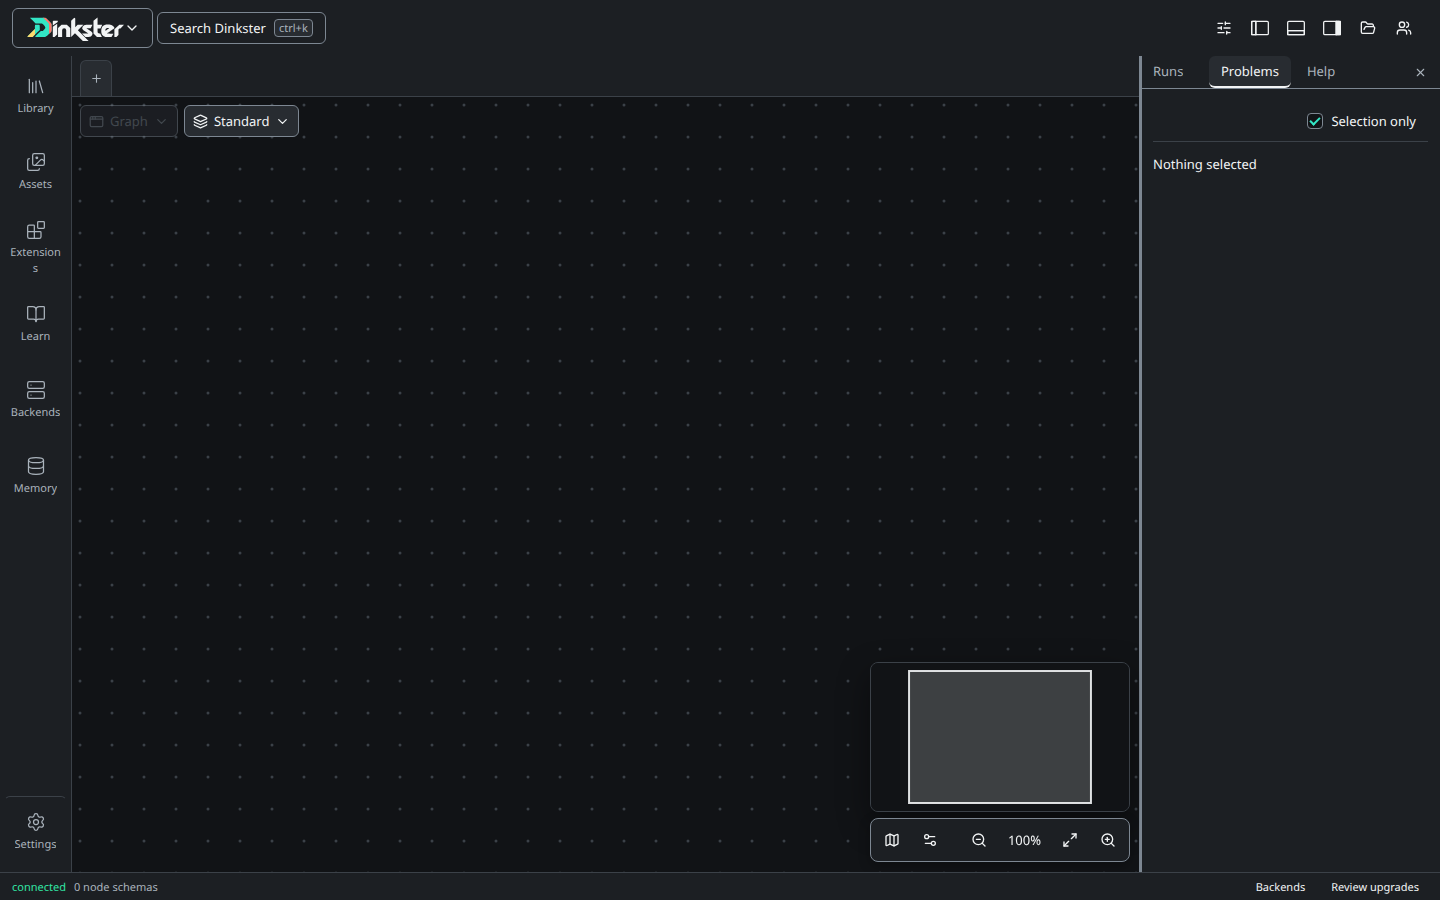 Dinkster
Search Dinkster ctrl+k
Runs Problems Help
Library
Graph
Standard
Selection only
Nothing selected
Assets
Extension
s
Learn
Backends
Memory
Settings
100%
connected 0 node schemas
Backends Review upgrades